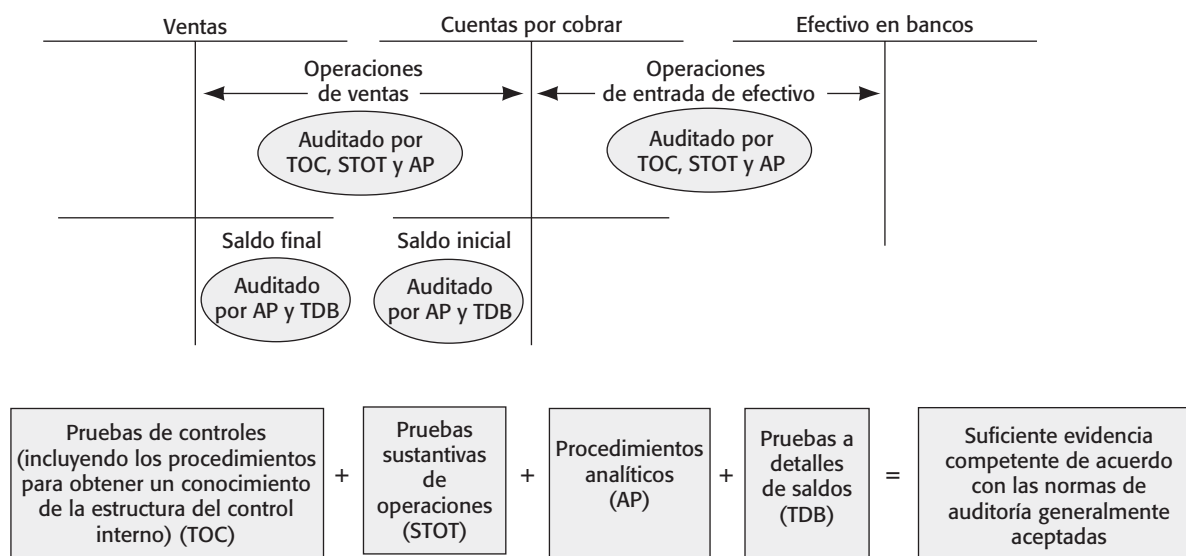 Ventas
Cuentas por cobrar
Efectivo en bancos
Operaciones
de ventas
Operaciones
de entrada de efectivo
Auditado por
TOC, STOT y AP
Auditado por
TOC, STOT y AP
Saldo final
Saldo inicial
Auditado
por AP y TDB
Auditado
por AP y TDB
Pruebas de controles
(incluyendo los procedimientos
para obtener un conocimiento
de la estructura del control
interno) (TOC)
+
Pruebas
sustantivas
de
operaciones
(STOT)
+
Procedimientos
analíticos
(AP)
+
Pruebas a
detalles
de saldos
(TDB)
=
Suficiente evidencia
competente de acuerdo
con las normas de
auditoría generalmente
aceptadas